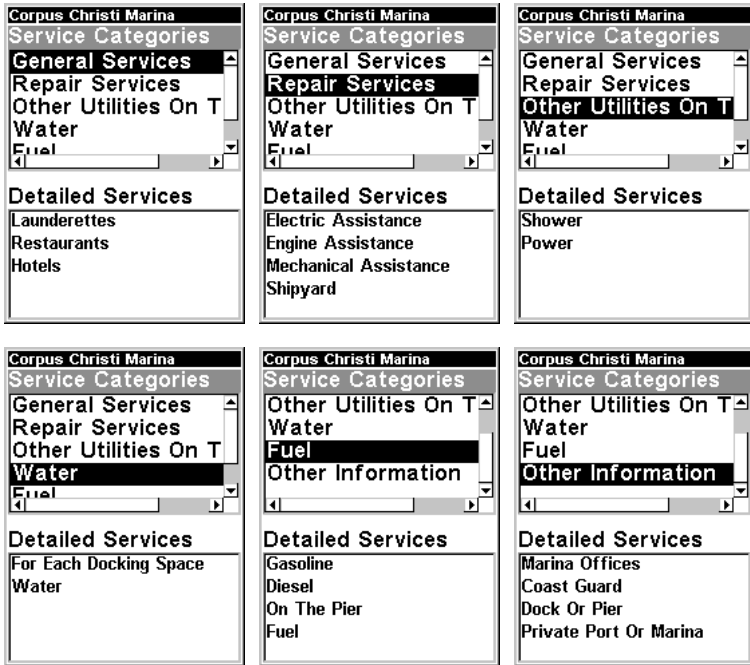 Corpus Christi Marina
Service Categories
General Services
Repair Services
Other Utilities On T
Water
Fuel
Detailed Services
Launderettes
Restaurants
Hotels
Corpus Christi Marina
Service Categories
General Services
Repair Services
Other Utilities On T
Water
Fuel
Detailed Services
Electric Assistance
Engine Assistance
Mechanical Assistance
Shipyard
Corpus Christi Marina
Service Categories
General Services
Repair Services
Other Utilities On T
Water
Fuel
Detailed Services
Shower
Power
Corpus Christi Marina
Service Categories
General Services
Repair Services
Other Utilities On T
Water
Fuel
Detailed Services
For Each Docking Space
Water
Corpus Christi Marina
Service Categories
Other Utilities On T
Water
Fuel
Other Information
Detailed Services
Gasoline
Diesel
On The Pier
Fuel
Corpus Christi Marina
Service Categories
Other Utilities On T
Water
Fuel
Other Information
Detailed Services
Marina Offices
Coast Guard
Dock Or Pier
Private Port Or Marina